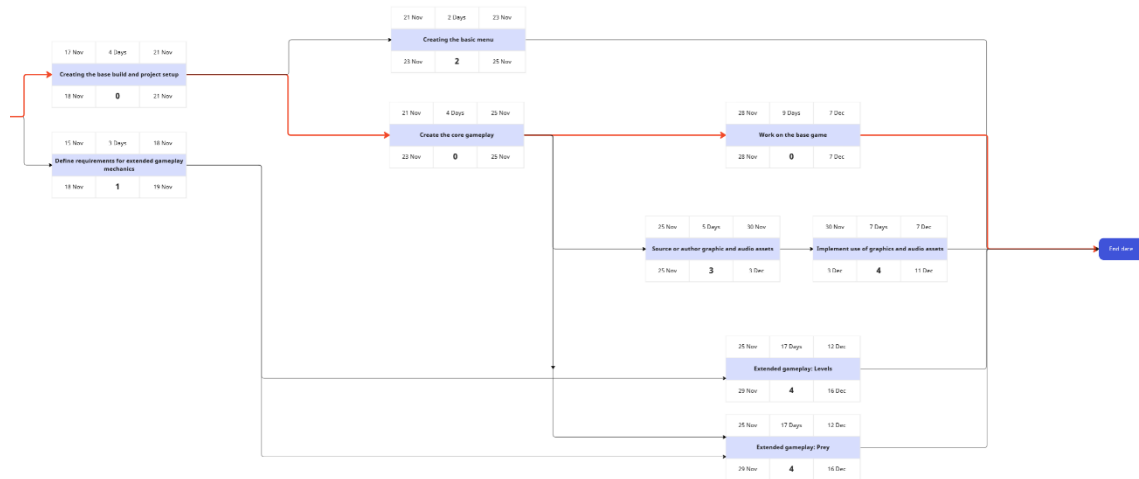 21 Nov 2 Days 23 Nov
Creating the basic menu
23 Nov 2 25 Nov
17 Nov 4 Days 21 Nov
Creating the base build and project setup
18 Nov 0 21 Nov
21 Nov 4 Days 25 Nov
Create the core gameplay
23 Nov 0 25 Nov
28 Nov 9 Days 7 Dec
Work on the base game
28 Nov 0 7 Dec
15 Nov 3 Days 18 Nov
Define requirements for extended gameplay
mechanics
18 Nov 1 19 Nov
25 Nov 5 Days 30 Nov
Source or author graphic and audio assets
25 Nov 3 3 Dec
30 Nov 7 Days 7 Dec
Implement use of graphics and audio assets
3 Dec 4 11 Dec
End date
25 Nov 17 Days 12 Dec
Extended gameplay: Levels
29 Nov 4 16 Dec
25 Nov 17 Days 12 Dec
Extended gameplay: Prey
29 Nov 4 16 Dec